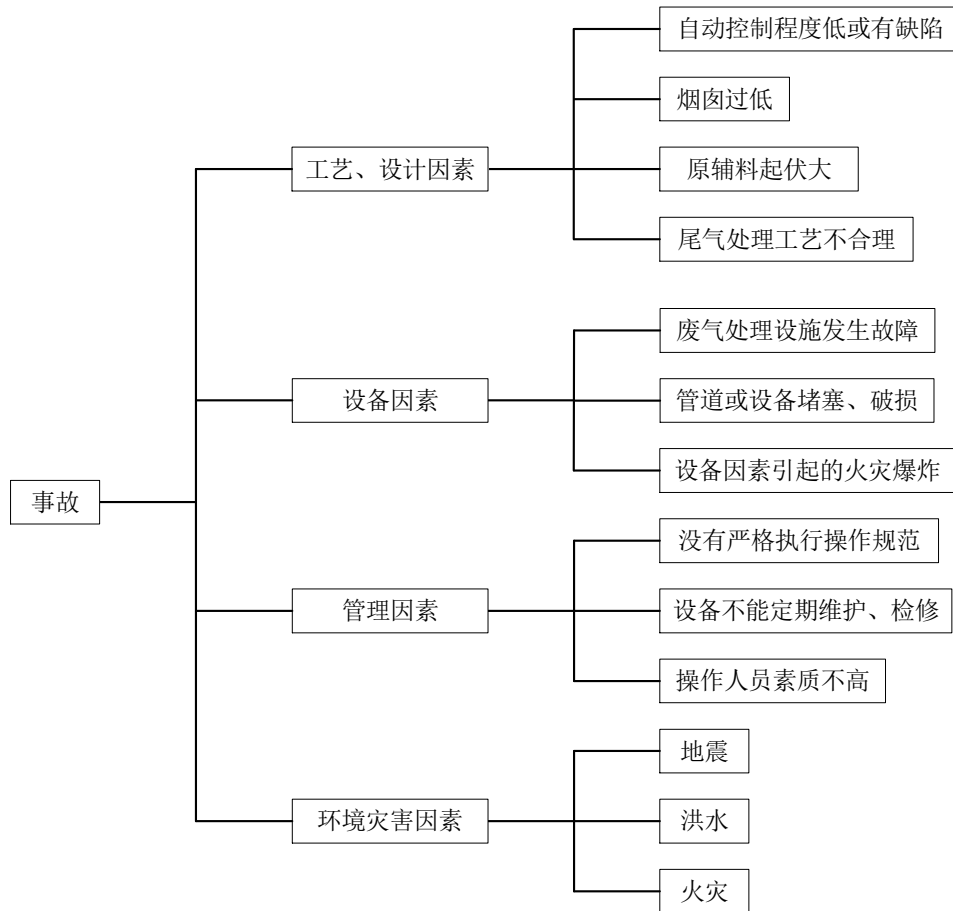 事故
工艺、设计因素
自动控制程度低或有缺陷
烟囱过低
原辅料起伏大
尾气处理工艺不合理
设备因素
废气处理设施发生故障
管道或设备堵塞、破损
设备因素引起的火灾爆炸
管理因素
没有严格执行操作规范
设备不能定期维护、检修
操作人员素质不高
环境灾害因素
地震
洪水
火灾